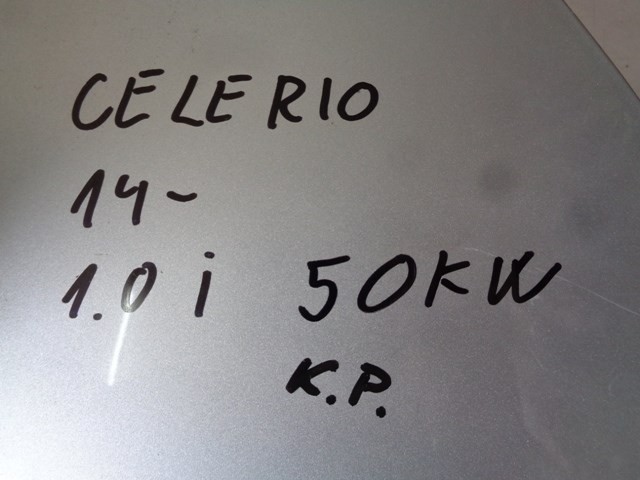 CELERIO
14-
1.0 i 50KW
K.P.